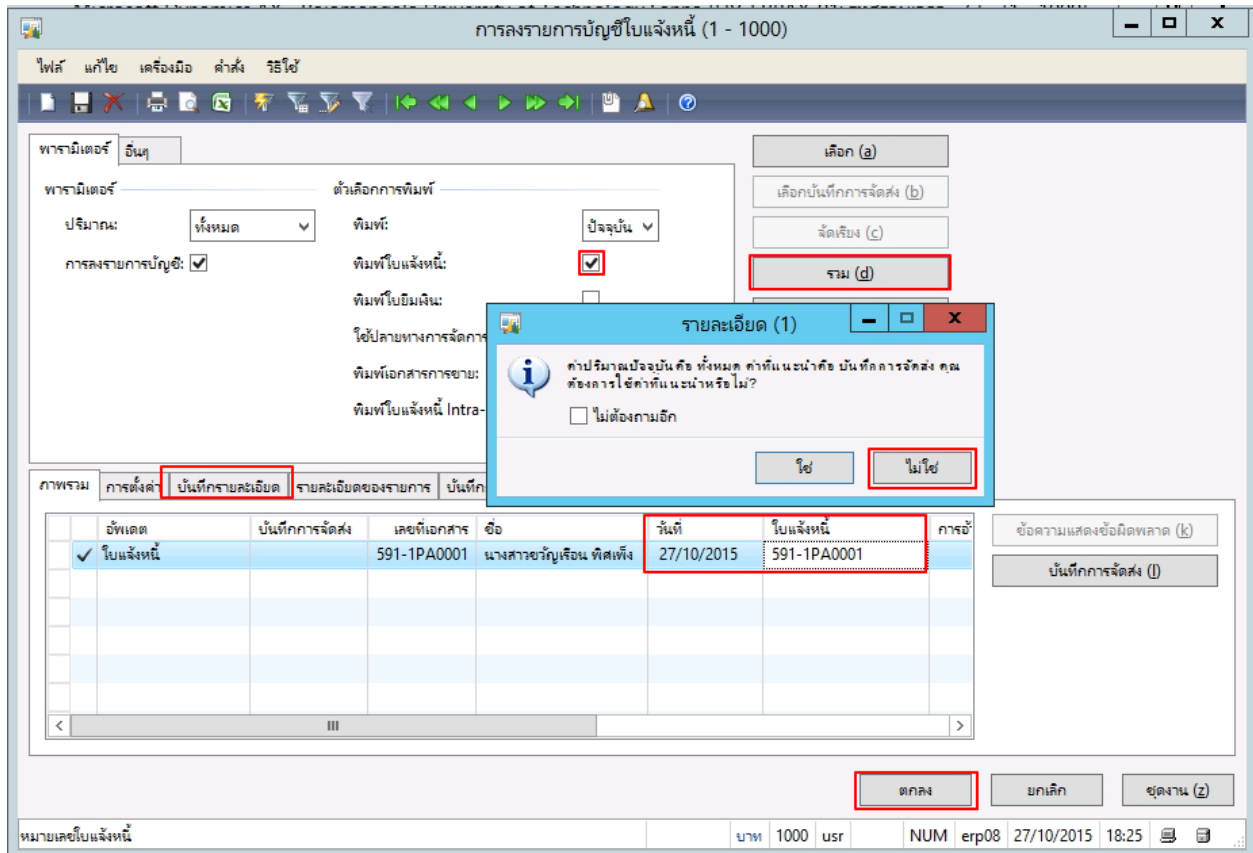 การลงรายการบัญชีใบแจ้งหนี้ (1 - 1000)
ไฟล์ แก้ไข เครื่องมือ คำสั่ง วิธีใช้
พารามิเตอร์ อื่นๆ
เลือก (a)
พารามิเตอร์ ตัวเลือกการพิมพ์
เลือกบันทึกการจัดส่ง (b)
ปริมาณ: ทั้งหมด พิมพ์: ปัจจุบัน
จัดเรียง (c)
การลงรายการบัญชี: พิมพ์ใบแจ้งหนี้:
รวม (d)
พิมพ์ใบยืมเงิน:
รายละเอียด (1)
ใช้ปลายทางการจัดการ
ค่าปริมาณปัจจุบันคือ ทั้งหมด ค่าที่แนะนำคือ บันทึกการจัดส่ง คุณ
ต้องการใช้ค่าที่แนะนำหรือไม่?
พิมพ์เอกสารการขาย:
พิมพ์ใบแจ้งหนี้ Intra-
ไม่ต้องถามอีก
ใช่ ไม่ใช่
ภาพรวม การตั้งค่า บันทึกรายละเอียด รายละเอียดของรายการ บันทึก
อัพเดต บันทึกการจัดส่ง เลขที่เอกสาร ชื่อ วันที่ ใบแจ้งหนี้ การอั
ใบแจ้งหนี้ 591-1PA0001 นางสาวขวัญเรือน พิศเพ็ง 27/10/2015 591-1PA0001
ข้อความแสดงข้อผิดพลาด (k)
บันทึกการจัดส่ง (l)
ตกลง ยกเลิก ชุดงาน (z)
หมายเลขใบแจ้งหนี้ บาท 1000 usr NUM erp08 27/10/2015 18:25